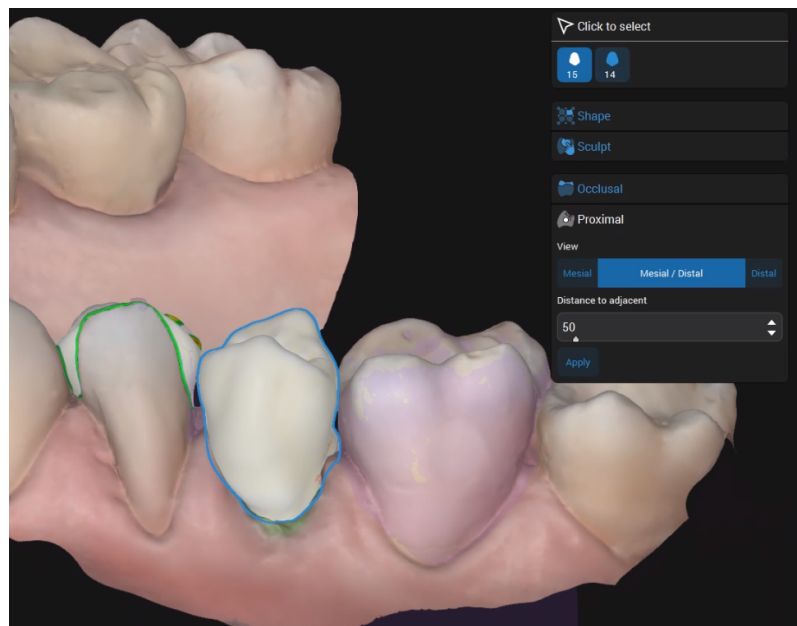 Click to select
15 14
Shape
Sculpt
Occlusal
Proximal
View
Mesial Mesial / Distal Distal
Distance to adjacent
50
Apply